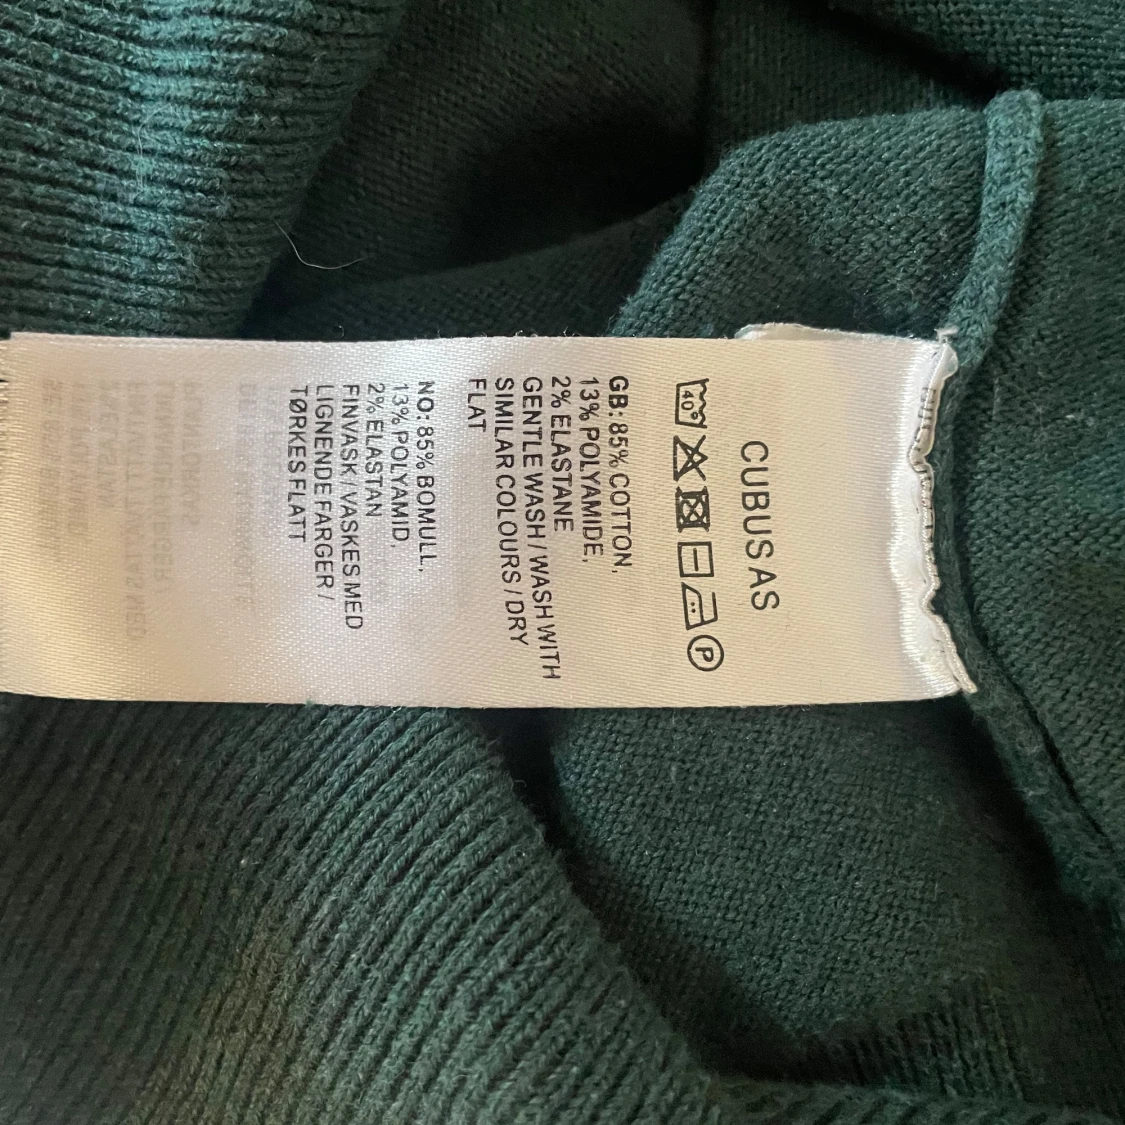 CUBUS AS
40°
P
GB: 85% COTTON,
13% POLYAMIDE,
2% ELASTANE
GENTLE WASH / WASH WITH
SIMILAR COLOURS / DRY
FLAT
NO: 85% BOMULL,
13% POLYAMID,
2% ELASTAN
FINVASK / VASKES MED
LIGNENDE FARGER /
TØRKES FLATT